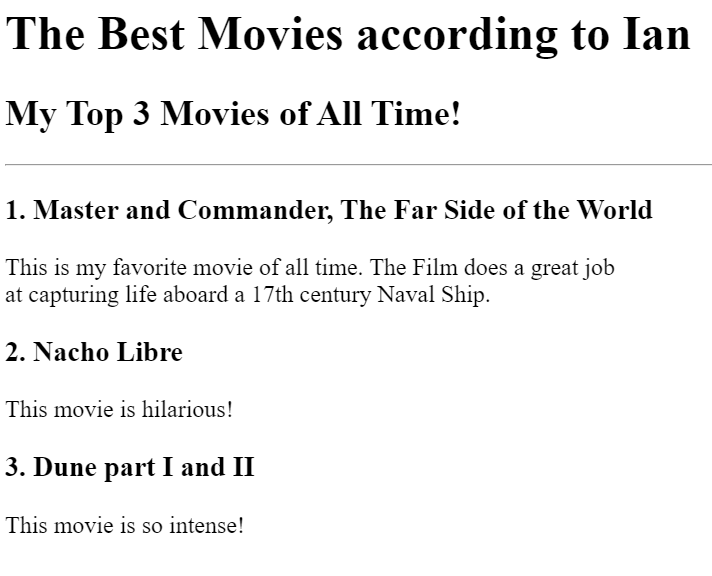 The Best Movies according to Ian
My Top 3 Movies of All Time!
1. Master and Commander, The Far Side of the World
This is my favorite movie of all time. The Film does a great job
at capturing life aboard a 17th century Naval Ship.
2. Nacho Libre
This movie is hilarious!
3. Dune part I and II
This movie is so intense!